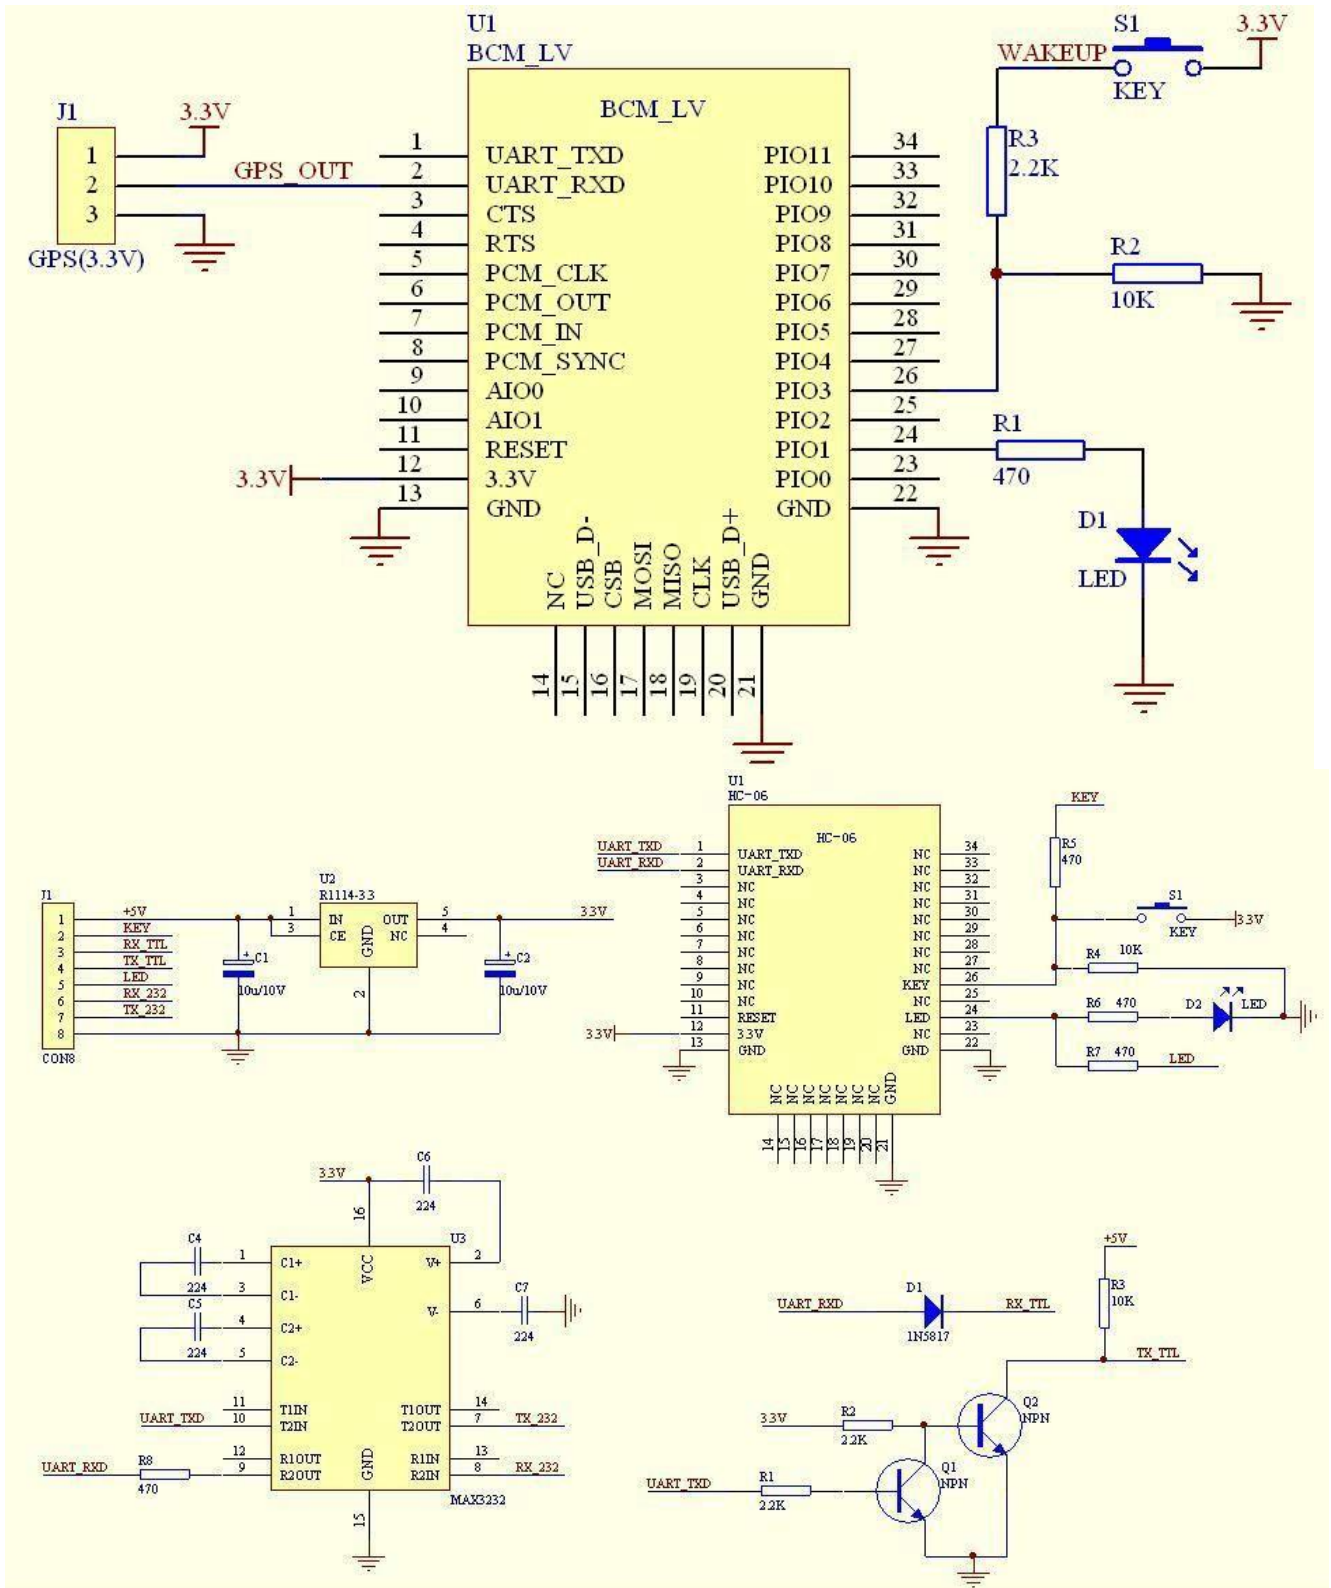 U1
BCM_LV
BCM_LV
J1
3.3V
1
2
3
GPS(3.3V)
GPS_OUT
1 UART_TXD
2 UART_RXD
3 CTS
4 RTS
5 PCM_CLK
6 PCM_OUT
7 PCM_IN
8 PCM_SYNC
9 AIO0
10 AIO1
11 RESET
3.3V 12 3.3V
13 GND
PIO11 34
PIO10 33
PIO9 32
PIO8 31
PIO7 30
PIO6 29
PIO5 28
PIO4 27
PIO3 26
PIO2 25
PIO1 24
PIO0 23
GND 22
NC 14
USB_D- 15
CSB 16
MOSI 17
MISO 18
CLK 19
USB_D+ 20
GND 21
S1
3.3V
WAKEUP
KEY
R3
2.2K
R2
10K
R1
470
D1
LED
J1
1 +5V
2 KEY
3 RX_TTL
4 TX_TTL
5 LED
6 RX_232
7 TX_232
8
CON8
U2
R1114-33
1 IN
3 CE
OUT 5
NC 4
GND
2
3.3V
C1
10u/10V
C2
10u/10V
U1
HC-06
HC-06
UART_TXD 1 UART_TXD
UART_RXD 2 UART_RXD
3 NC
4 NC
5 NC
6 NC
7 NC
8 NC
9 NC
10 NC
11 RESET
3.3V 12 3.3V
13 GND
NC 34
NC 33
NC 32
NC 31
NC 30
NC 29
NC 28
NC 27
KEY 26
NC 25
LED 24
NC 23
GND 22
NC 14
NC 15
NC 16
NC 17
NC 18
NC 19
NC 20
GND 21
KEY
R5
470
S1
KEY
3.3V
R4 10K
R6 470
D2 LED
R7 470 LED
3.3V
C6
224
16
VCC
U3
C4
224
C5
224
1 C1+
3 C1-
4 C2+
5 C2-
11 T1IN
UART_TXD 10 T2IN
12 R1OUT
UART_RXD R8 9 R2OUT
470
V+ 2
V- 6
C7
224
T1OUT 14
T2OUT 7 TX_232
R1IN 13
R2IN 8 RX_232
GND
15
MAX3232
+5V
R3
10K
UART_RXD D1 RX_TTL
1N5817
TX_TTL
3.3V R2
2.2K
Q2
NPN
UART_TXD R1
2.2K
Q1
NPN